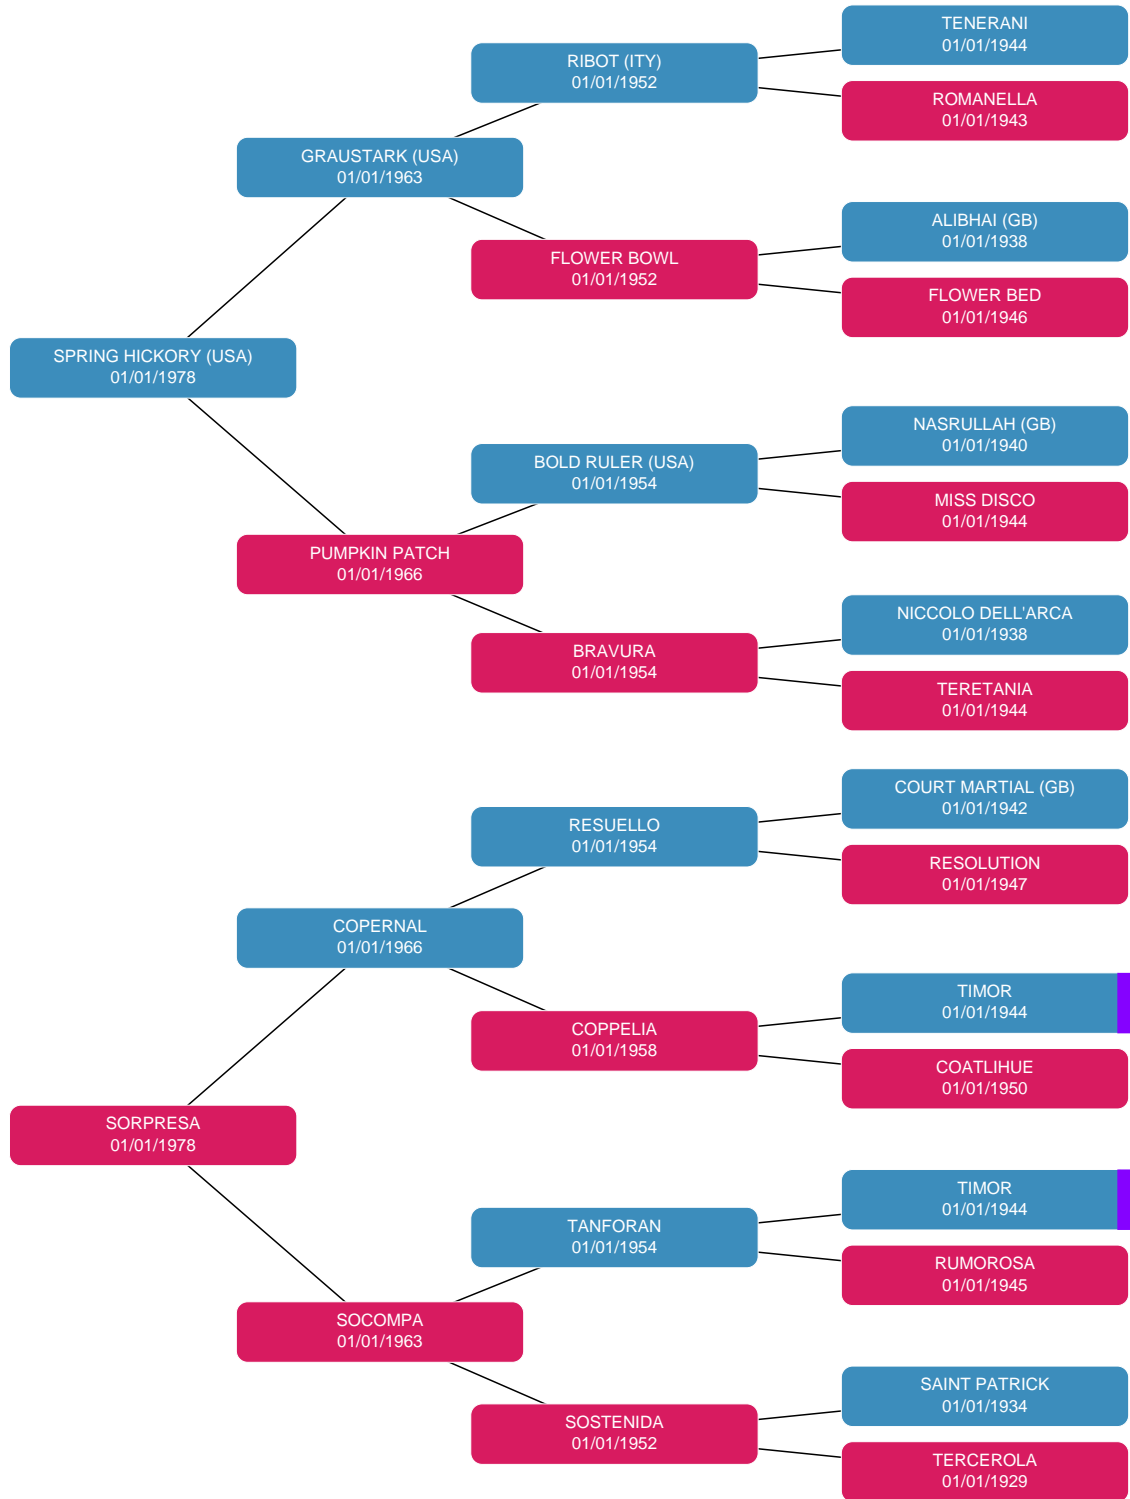 TENERANI
01/01/1944
RIBOT (ITY)
01/01/1952
ROMANELLA
01/01/1943
GRAUSTARK (USA)
01/01/1963
ALIBHAI (GB)
01/01/1938
FLOWER BOWL
01/01/1952
FLOWER BED
01/01/1946
SPRING HICKORY (USA)
01/01/1978
NASRULLAH (GB)
01/01/1940
BOLD RULER (USA)
01/01/1954
MISS DISCO
01/01/1944
PUMPKIN PATCH
01/01/1966
NICCOLO DELL'ARCA
01/01/1938
BRAVURA
01/01/1954
TERETANIA
01/01/1944
COURT MARTIAL (GB)
01/01/1942
RESUELLO
01/01/1954
RESOLUTION
01/01/1947
COPERNAL
01/01/1966
TIMOR
01/01/1944
COPPELIA
01/01/1958
COATLIHUE
01/01/1950
SORPRESA
01/01/1978
TIMOR
01/01/1944
TANFORAN
01/01/1954
RUMOROSA
01/01/1945
SOCOMPA
01/01/1963
SAINT PATRICK
01/01/1934
SOSTENIDA
01/01/1952
TERCEROLA
01/01/1929